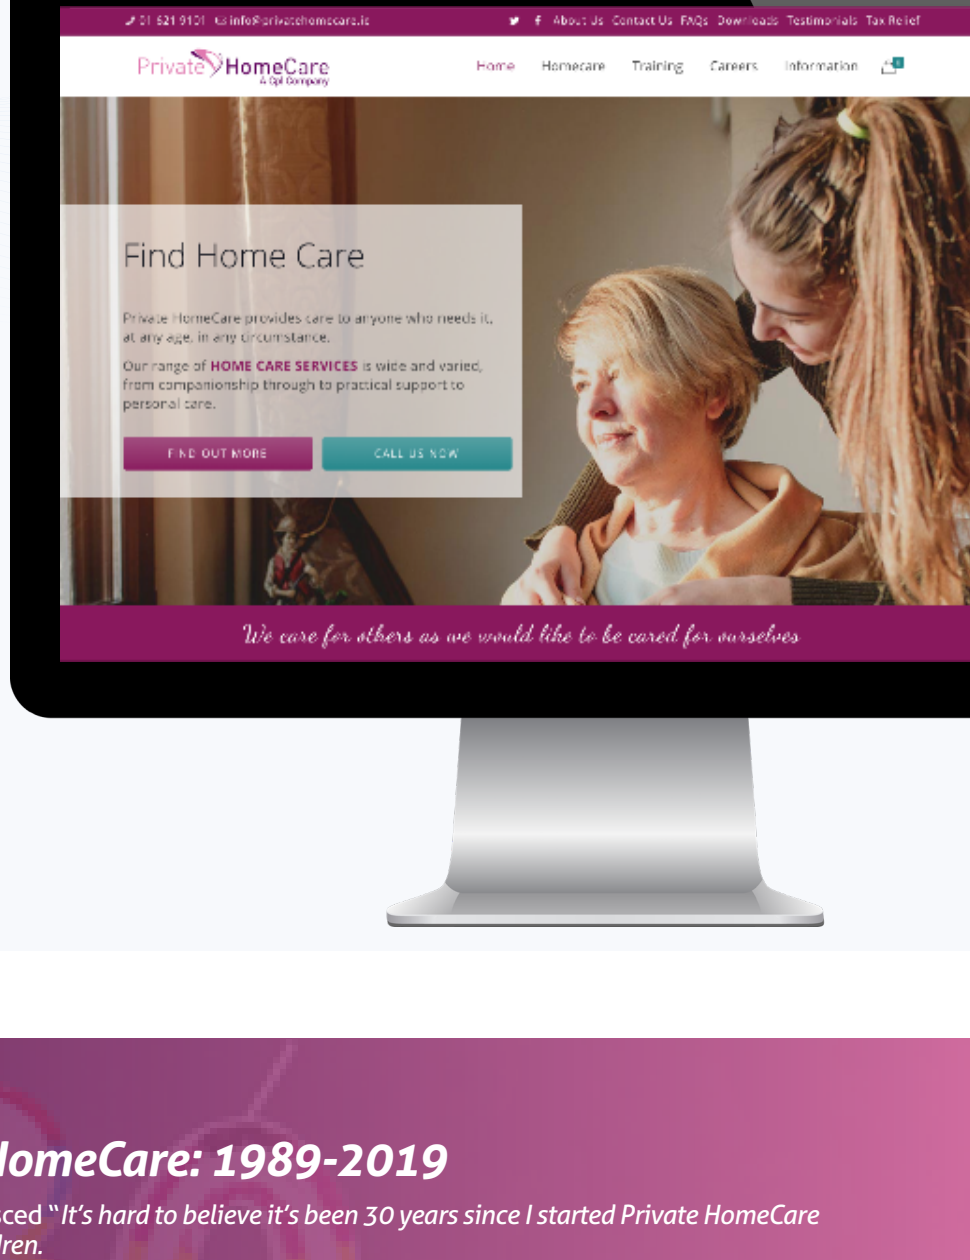 01 621 9101 info@privatehomecare.ie About Us Contact Us FAQs Downloads Testimonials Tax Relief
Private HomeCare
A Cpl Company
Home Homecare Training Careers Information 0
Find Home Care
Private HomeCare provides care to anyone who needs it,
at any age, in any circumstance.
Our range of HOME CARE SERVICES is wide and varied,
from companionship through to practical support to
personal care.
FIND OUT MORE CALL US NOW
We care for others as we would like to be cared for ourselves
HomeCare: 1989-2019
ced “It's hard to believe it's been 30 years since I started Private HomeCare
ren.